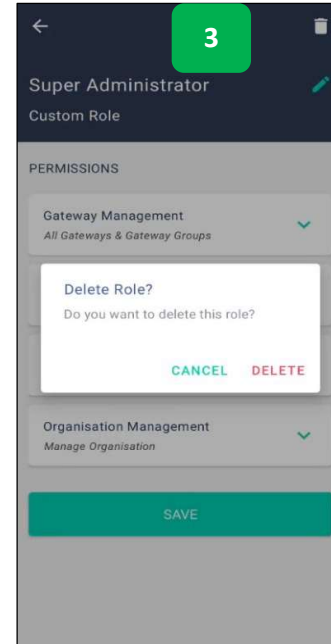 3
Super Administrator
Custom Role
PERMISSIONS
Gateway Management
All Gateways & Gateway Groups
Delete Role?
Do you want to delete this role?
CANCEL DELETE
Organisation Management
Manage Organisation
SAVE